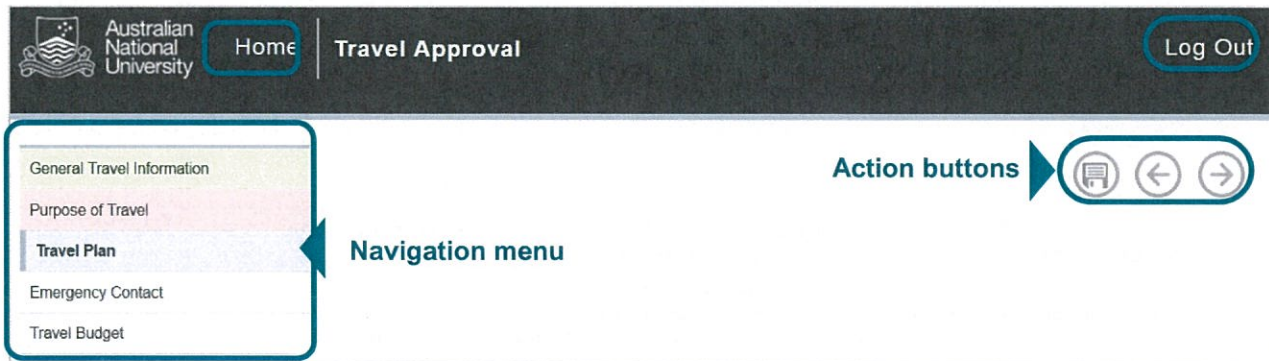 Australian
National
University
Home
Travel Approval
Log Out
General Travel Information
Purpose of Travel
Travel Plan
Emergency Contact
Travel Budget
Navigation menu
Action buttons